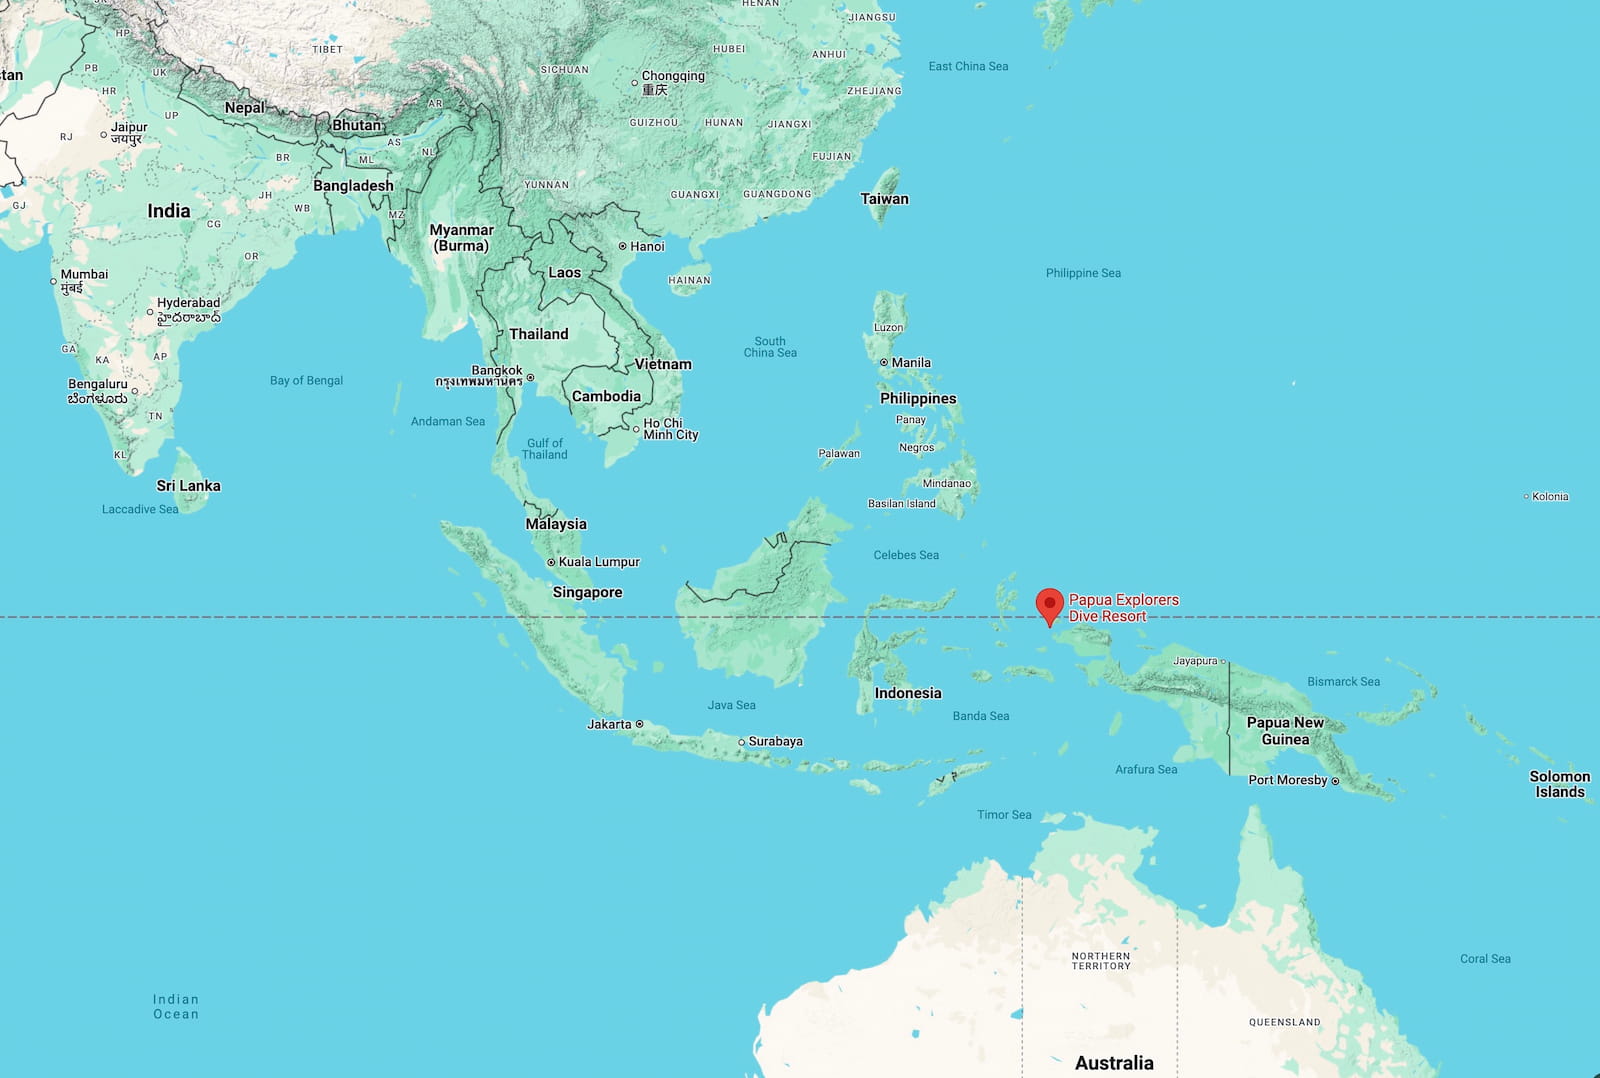 HENAN
JIANGSU
HP
TIBET
HUBEI
ANHUI
East China Sea
PB
UK
SICHUAN
Chongqing
重庆
stan
HR
ZHEJIANG
Nepal
AR
UP
Bhutan
GUIZHOU
HUNAN
JIANGXI
RJ
Jaipur
जयपुर
AS
NL
BR
ML
FUJIAN
Bangladesh
YUNNAN
GUANGXI
GUANGDONG
Taiwan
GJ
India
JH
WB
MZ
CG
Myanmar
(Burma)
Hanoi
OR
Laos
HAINAN
Philippine Sea
Mumbai
मुंबई
Hyderabad
హైదరాబాద్
Thailand
Luzon
South
China Sea
GA
KA
AP
Vietnam
Manila
Bangkok
กรุงเทพมหานคร
Bengaluru
ಬೆಂಗಳೂರು
Bay of Bengal
Cambodia
Philippines
TN
Andaman Sea
Ho Chi
Minh City
Panay
KL
Gulf of
Thailand
Palawan
Negros
Sri Lanka
Mindanao
Kolonia
Laccadive Sea
Basilan Island
Malaysia
Celebes Sea
Kuala Lumpur
Singapore
Papua Explorers
Dive Resort
Jayapura
Bismarck Sea
Indonesia
Java Sea
Banda Sea
Jakarta
Papua New
Guinea
Surabaya
Arafura Sea
Port Moresby
Solomon
Islands
Timor Sea
NORTHERN
TERRITORY
Coral Sea
Indian
Ocean
QUEENSLAND
Australia